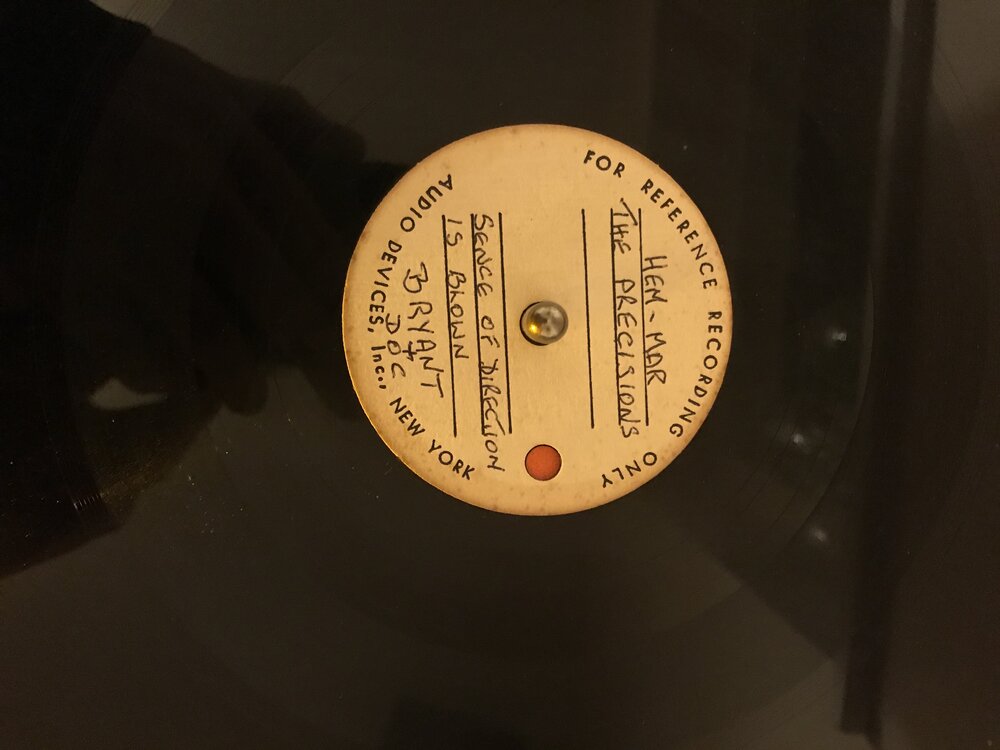 FOR REFERENCE RECORDING ONLY
HEM-MAR
THE PRECISIONS
SENCE OF DIRECTION
IS BLOWN
BRYANT
+
DOC
AUDIO DEVICES, Inc., NEW YORK